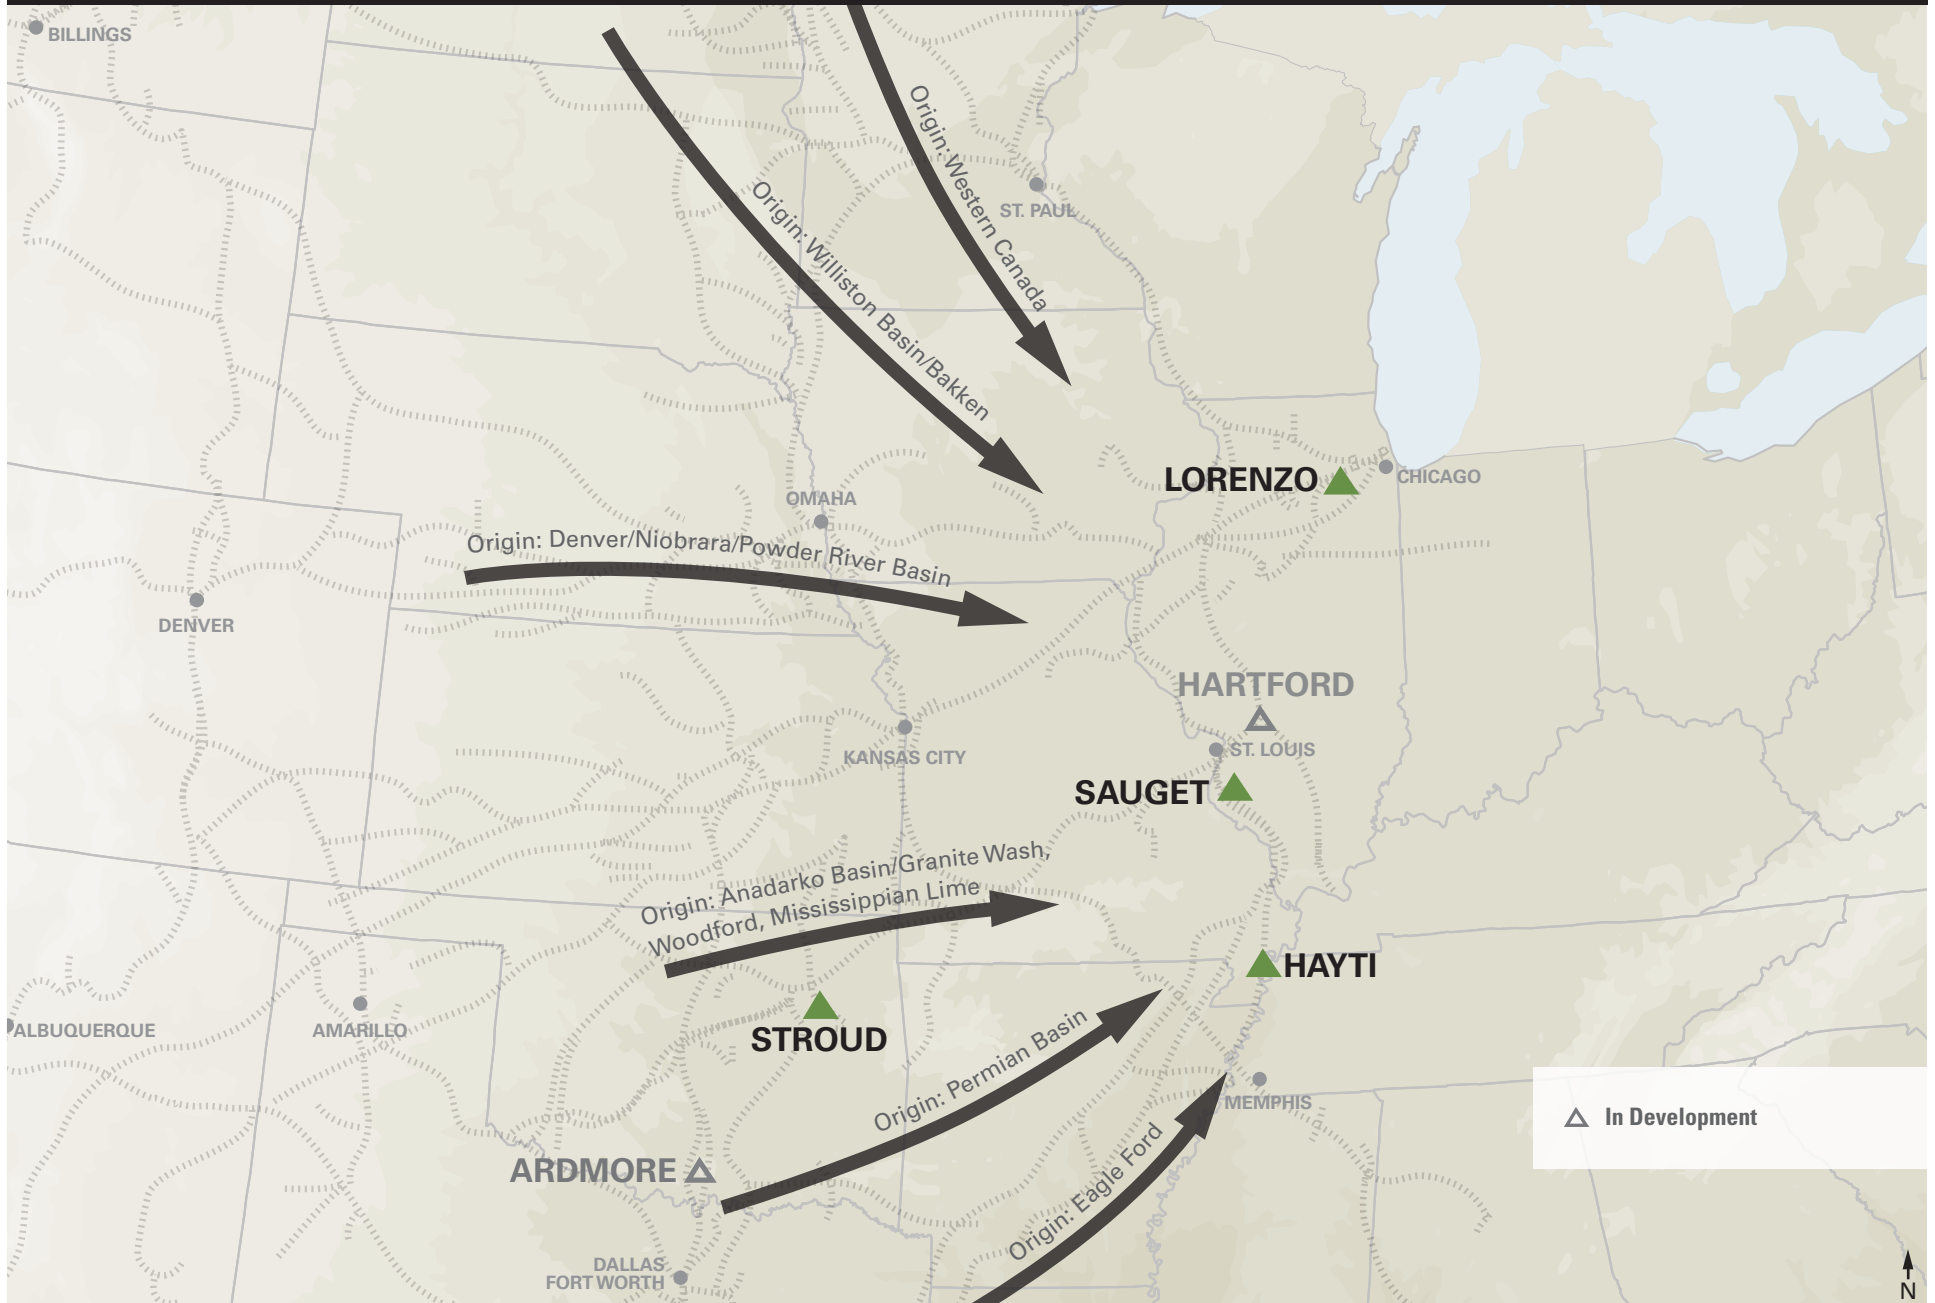 BILLINGS
Origin: Western Canada
Origin: Williston Basin/Bakken
ST. PAUL
LORENZO
CHICAGO
OMAHA
Origin: Denver/Niobrara/Powder River Basin
DENVER
HARTFORD
ST. LOUIS
KANSAS CITY
SAUGET
Origin: Anadarko Basin/Granite Wash,
Woodford, Mississippian Lime
HAYTI
ALBUQUERQUE
AMARILLO
STROUD
Origin: Permian Basin
MEMPHIS
In Development
ARDMORE
Origin: Eagle Ford
DALLAS
FORT WORTH
N